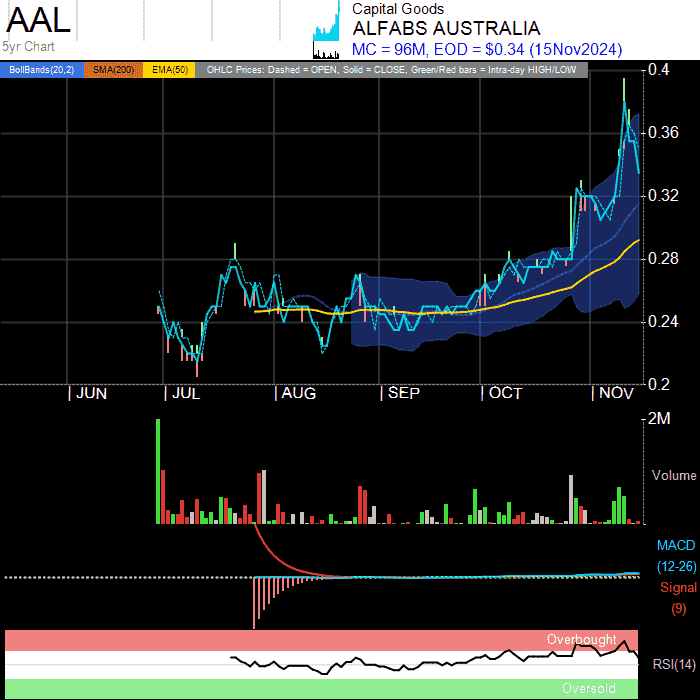 AAL
5yr Chart
Capital Goods
ALFABS AUSTRALIA
MC = 96M, EOD = $0.34 (15Nov2024)
BollBands(20,2) SMA(200) EMA(50) OHLC Prices: Dashed = OPEN, Solid = CLOSE, Green/Red bars = Intra-day HIGH/LOW
0.4
0.36
0.32
0.28
0.24
0.2
| JUN | JUL | AUG | SEP | OCT | NOV
2M
Volume
MACD
(12-26)
Signal
(9)
Overbought
RSI(14)
Oversold